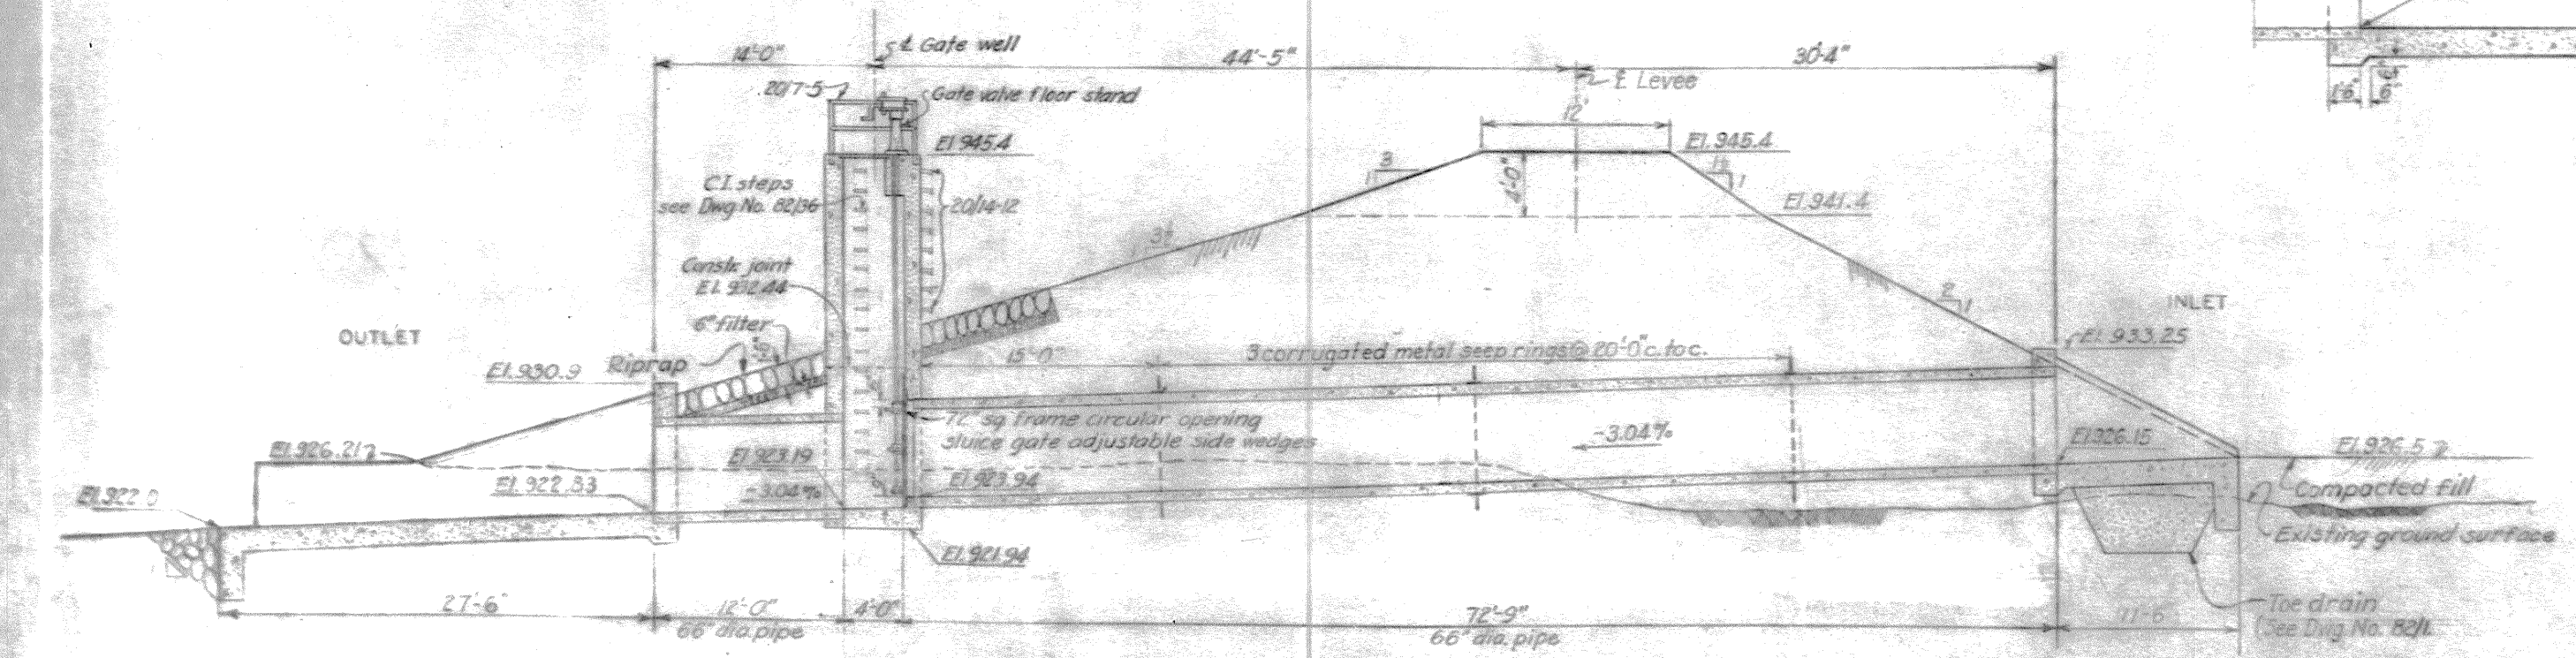 14'-0"
℄ Gate well
44'-5"
30'-4"
℄ Levee
20/7-5
Gate valve floor stand
12'
1'-6"
6"
El. 945.4
El. 945.4
C.I. steps
see Dwg. No. 82/36
20/14-12
3
1
4'-0"
1½
1
El. 941.4
3½
Constr. joint
El. 932.44
6" filter
2
1
INLET
OUTLET
Riprap
El. 930.9
15'-0"
3 corrugated metal seep rings @ 20'-0" c. to c.
El. 933.25
72" sq frame circular opening
sluice gate adjustable side wedges
-3.04%
El. 926.21
El. 923.19
El. 926.15
El. 926.5
El. 922.0
El. 922.83
-3.04%
El. 923.94
Compacted fill
Existing ground surface
El. 921.94
27'-6"
12'-0"
4'-0"
66" dia. pipe
72'-9"
66" dia. pipe
11'-6"
Toe drain
(See Dwg. No. 82/1